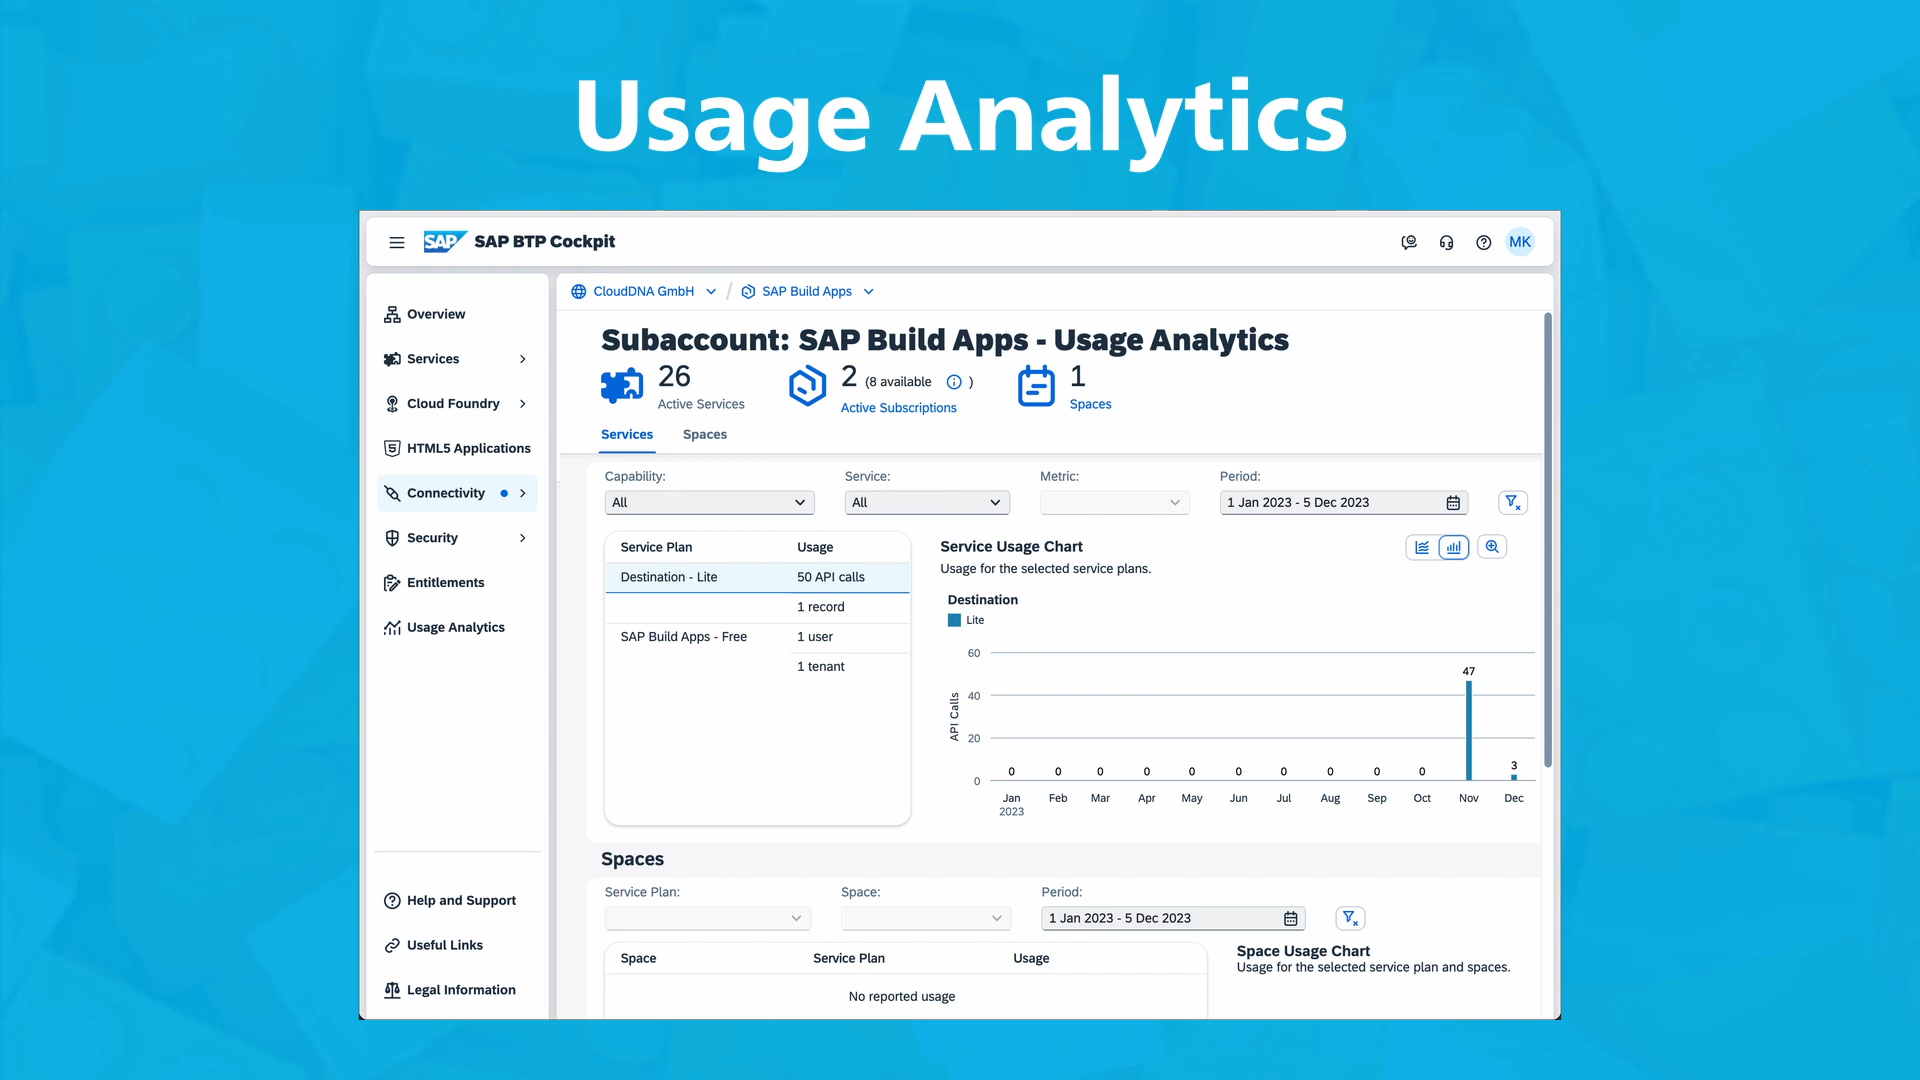 Usage Analytics
SAP SAP BTP Cockpit
MK
Overview
Services
Cloud Foundry
HTML5 Applications
Connectivity
Security
Entitlements
Usage Analytics
Help and Support
Useful Links
Legal Information
CloudDNA GmbH / SAP Build Apps
Subaccount: SAP Build Apps - Usage Analytics
26
Active Services
2 (8 available )
Active Subscriptions
1
Spaces
Services Spaces
Capability: Service: Metric: Period:
All All 1 Jan 2023 - 5 Dec 2023
Service Plan Usage
Destination - Lite 50 API calls
1 record
SAP Build Apps - Free 1 user
1 tenant
Service Usage Chart
Usage for the selected service plans.
Destination
Lite
API Calls
60
40
20
0
0 0 0 0 0 0 0 0 0 0 47 3
Jan Feb Mar Apr May Jun Jul Aug Sep Oct Nov Dec
2023
Spaces
Service Plan: Space: Period:
1 Jan 2023 - 5 Dec 2023
Space Service Plan Usage
No reported usage
Space Usage Chart
Usage for the selected service plan and spaces.